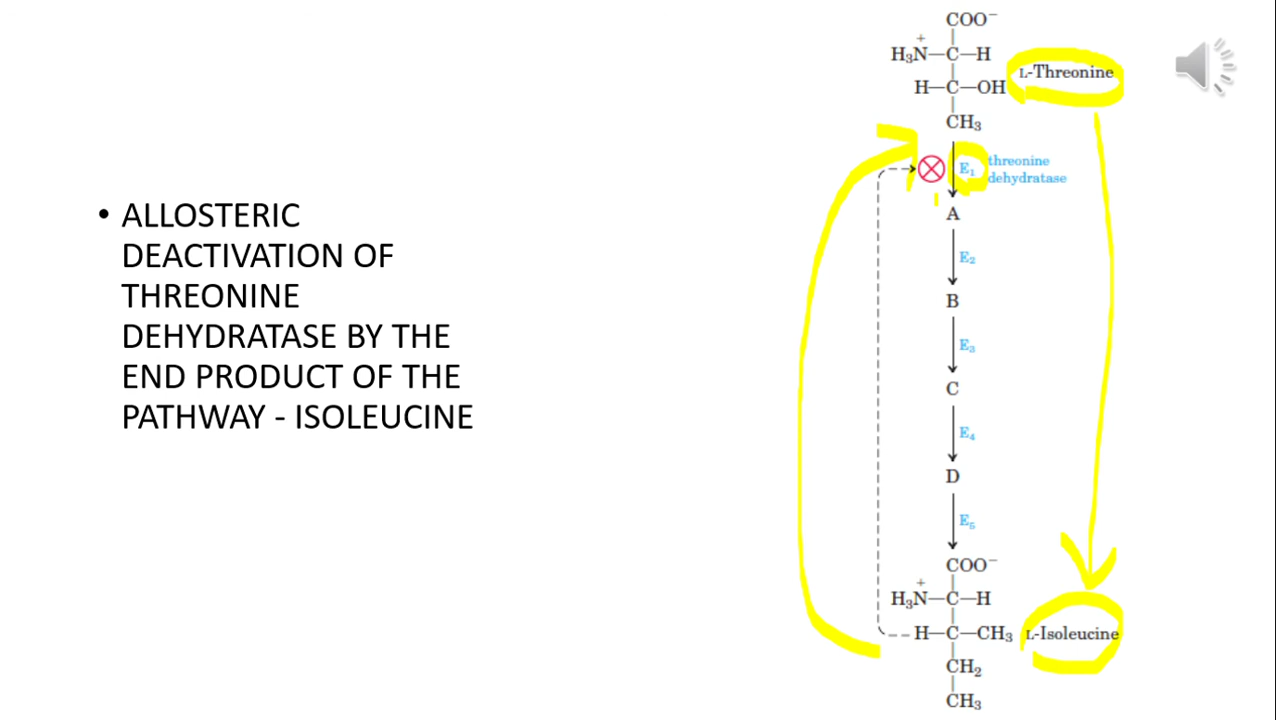 • ALLOSTERIC
DEACTIVATION OF
THREONINE
DEHYDRATASE BY THE
END PRODUCT OF THE
PATHWAY - ISOLEUCINE
COO⁻
+
H₃N—C—H
L-Threonine
H—C—OH
CH₃
E₁ threonine
dehydratase
A
E₂
B
E₃
C
E₄
D
E₅
COO⁻
+
H₃N—C—H
H—C—CH₃ L-Isoleucine
CH₂
CH₃